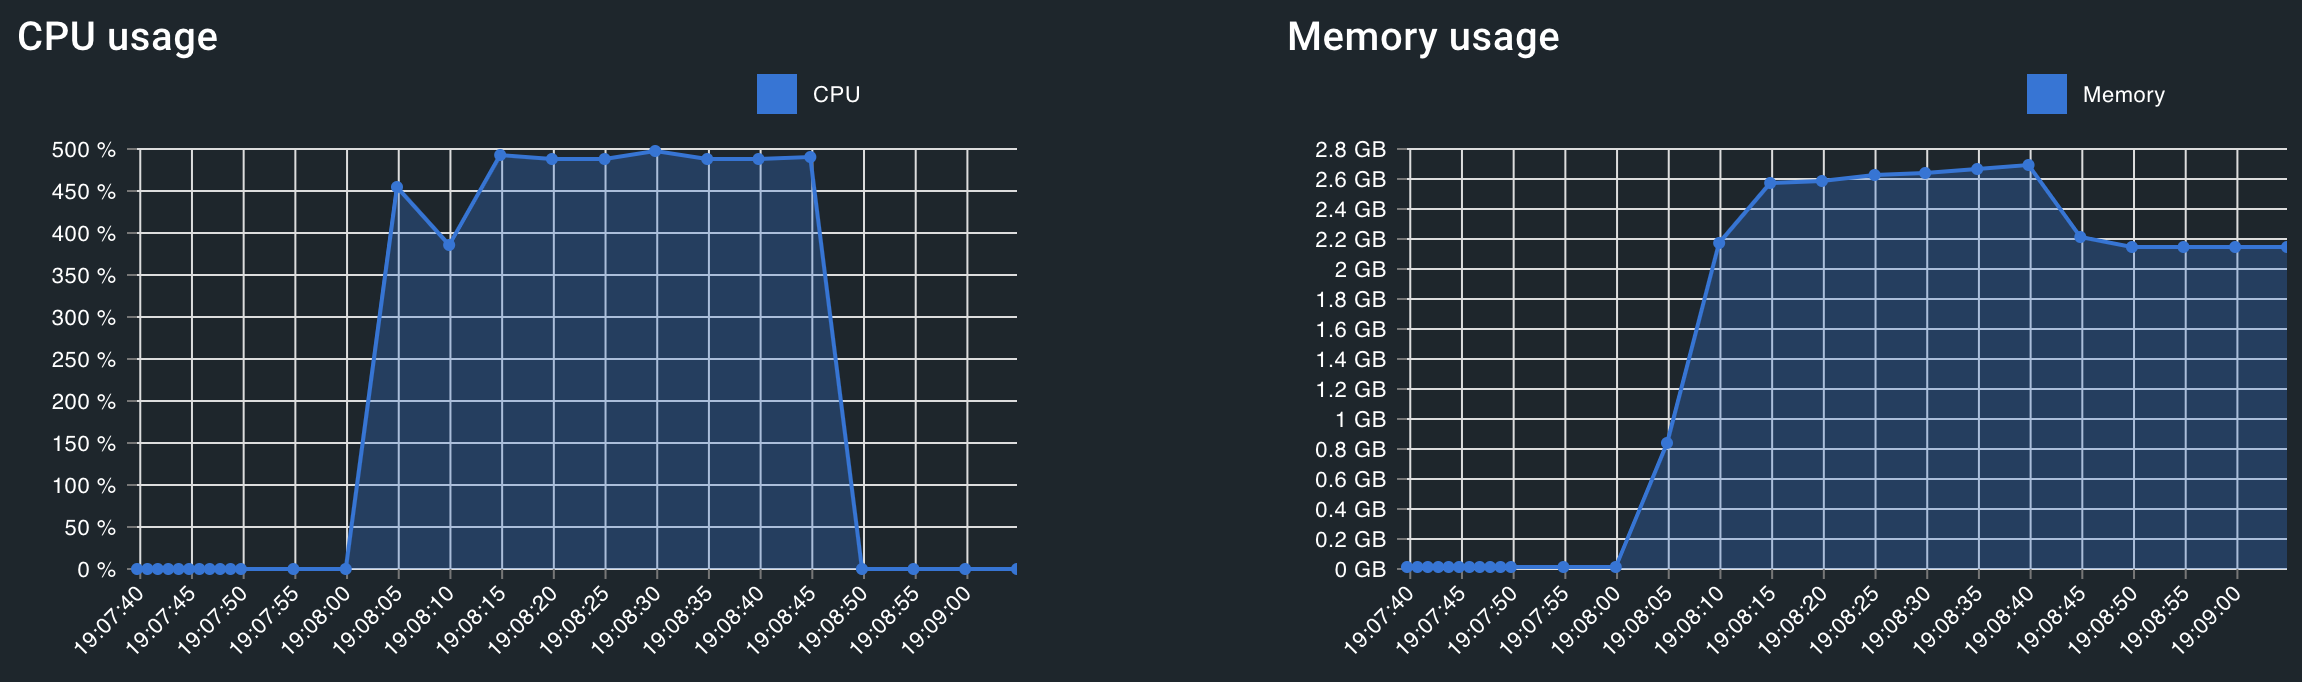 CPU usage
CPU
500 %
450 %
400 %
350 %
300 %
250 %
200 %
150 %
100 %
50 %
0 %
19:07:40
19:07:45
19:07:50
19:07:55
19:08:00
19:08:05
19:08:10
19:08:15
19:08:20
19:08:25
19:08:30
19:08:35
19:08:40
19:08:45
19:08:50
19:08:55
19:09:00
Memory usage
Memory
2.8 GB
2.6 GB
2.4 GB
2.2 GB
2 GB
1.8 GB
1.6 GB
1.4 GB
1.2 GB
1 GB
0.8 GB
0.6 GB
0.4 GB
0.2 GB
0 GB
19:07:40
19:07:45
19:07:50
19:07:55
19:08:00
19:08:05
19:08:10
19:08:15
19:08:20
19:08:25
19:08:30
19:08:35
19:08:40
19:08:45
19:08:50
19:08:55
19:09:00